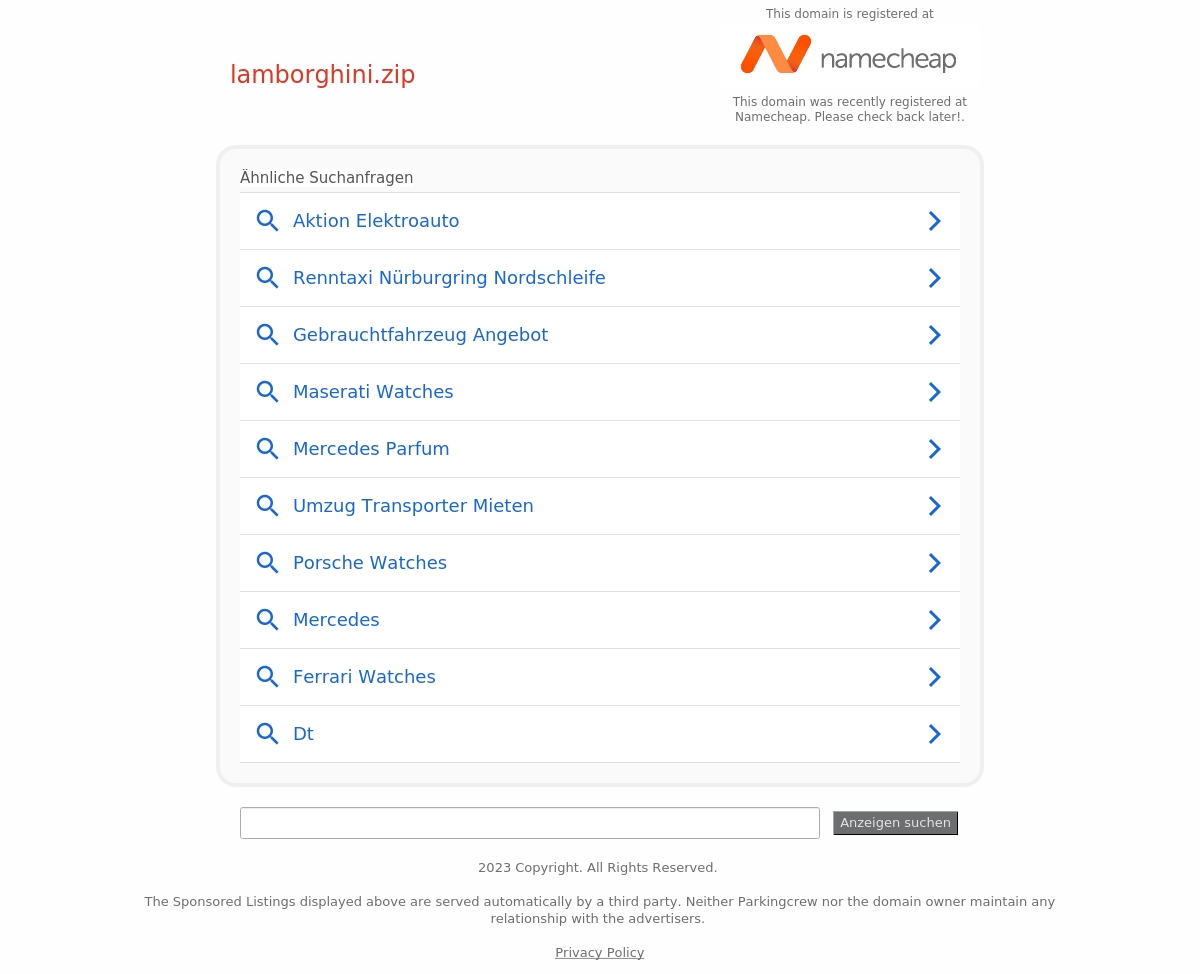 This domain is registered at
namecheap
lamborghini.zip
This domain was recently registered at
Namecheap. Please check back later!.
Ähnliche Suchanfragen
Aktion Elektroauto
Renntaxi Nürburgring Nordschleife
Gebrauchtfahrzeug Angebot
Maserati Watches
Mercedes Parfum
Umzug Transporter Mieten
Porsche Watches
Mercedes
Ferrari Watches
Dt
Anzeigen suchen
2023 Copyright. All Rights Reserved.
The Sponsored Listings displayed above are served automatically by a third party. Neither Parkingcrew nor the domain owner maintain any
relationship with the advertisers.
Privacy Policy